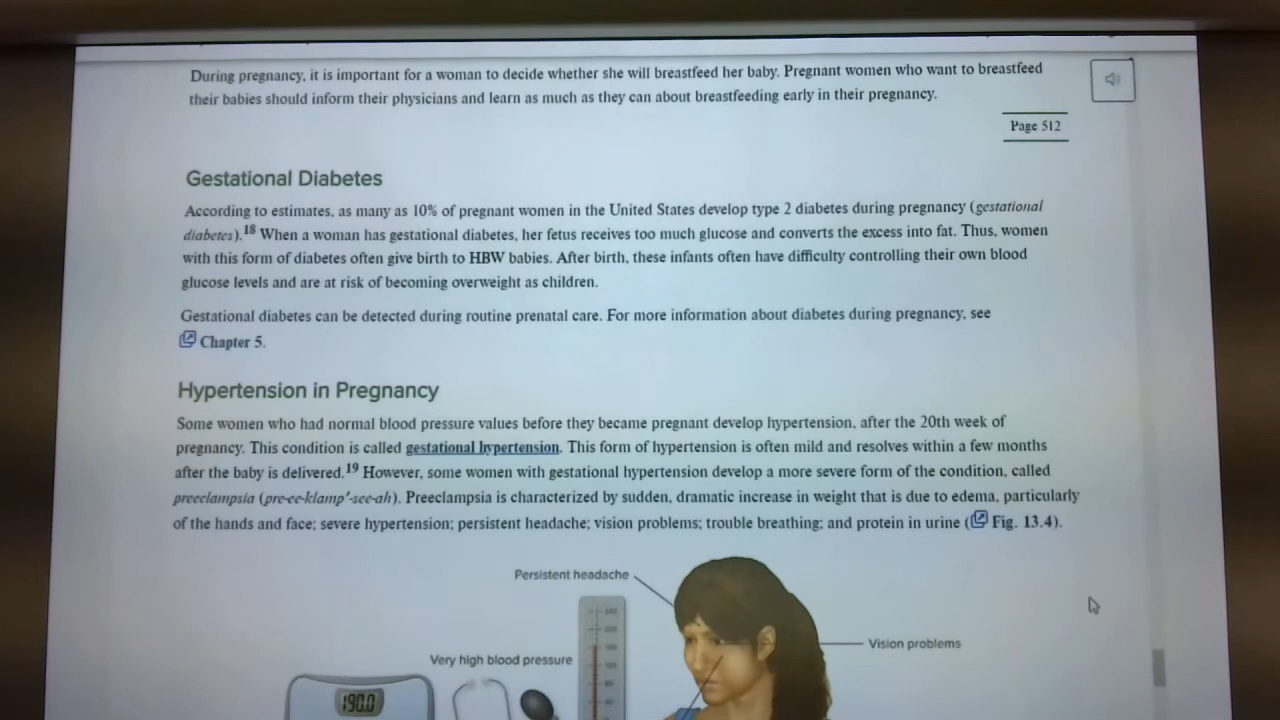 During pregnancy, it is important for a woman to decide whether she will breastfeed her baby. Pregnant women who want to breastfeed
their babies should inform their physicians and learn as much as they can about breastfeeding early in their pregnancy.
Page 512
Gestational Diabetes
According to estimates, as many as 10% of pregnant women in the United States develop type 2 diabetes during pregnancy (gestational
diabetes).18 When a woman has gestational diabetes, her fetus receives too much glucose and converts the excess into fat. Thus, women
with this form of diabetes often give birth to HBW babies. After birth, these infants often have difficulty controlling their own blood
glucose levels and are at risk of becoming overweight as children.
Gestational diabetes can be detected during routine prenatal care. For more information about diabetes during pregnancy, see
Chapter 5.
Hypertension in Pregnancy
Some women who had normal blood pressure values before they became pregnant develop hypertension, after the 20th week of
pregnancy. This condition is called gestational hypertension. This form of hypertension is often mild and resolves within a few months
after the baby is delivered.19 However, some women with gestational hypertension develop a more severe form of the condition, called
preeclampsia (pre-ee-klamp′-see-ah). Preeclampsia is characterized by sudden, dramatic increase in weight that is due to edema, particularly
of the hands and face; severe hypertension; persistent headache; vision problems; trouble breathing; and protein in urine (Fig. 13.4).
Persistent headache
Vision problems
Very high blood pressure
190.0